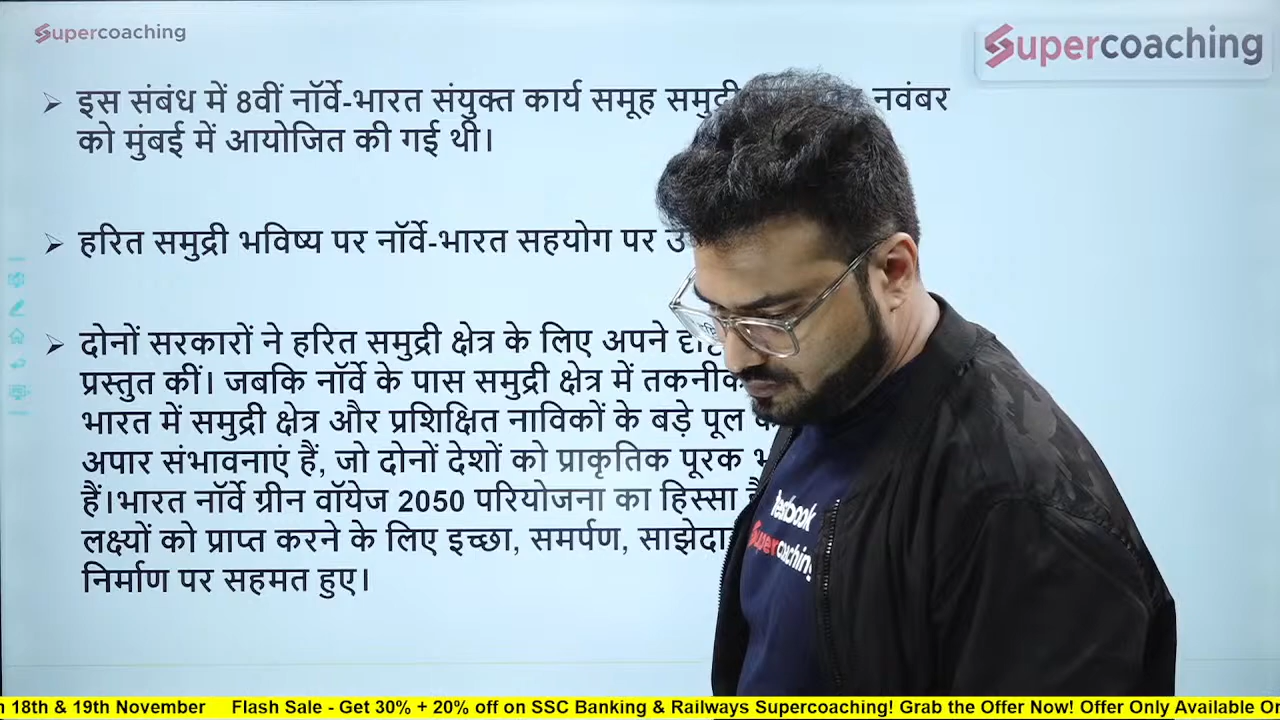 Supercoaching
Supercoaching
इस संबंध में 8वीं नॉर्वे-भारत संयुक्त कार्य समूह समुद्री नवंबर
को मुंबई में आयोजित की गई थी।
हरित समुद्री भविष्य पर नॉर्वे-भारत सहयोग पर
दोनों सरकारों ने हरित समुद्री क्षेत्र के लिए अपने
प्रस्तुत कीं। जबकि नॉर्वे के पास समुद्री क्षेत्र में
भारत में समुद्री क्षेत्र और प्रशिक्षित नाविकों के बड़े पूल
अपार संभावनाएं हैं, जो दोनों देशों को प्राकृतिक पूरक
हैं।भारत नॉर्वे ग्रीन वॉयेज 2050 परियोजना का हिस्सा
लक्ष्यों को प्राप्त करने के लिए इच्छा, समर्पण,
निर्माण पर सहमत हुए।
Testbook
Supercoaching
18th & 19th November Flash Sale - Get 30% + 20% off on SSC Banking & Railways Supercoaching! Grab the Offer Now! Offer Only Available